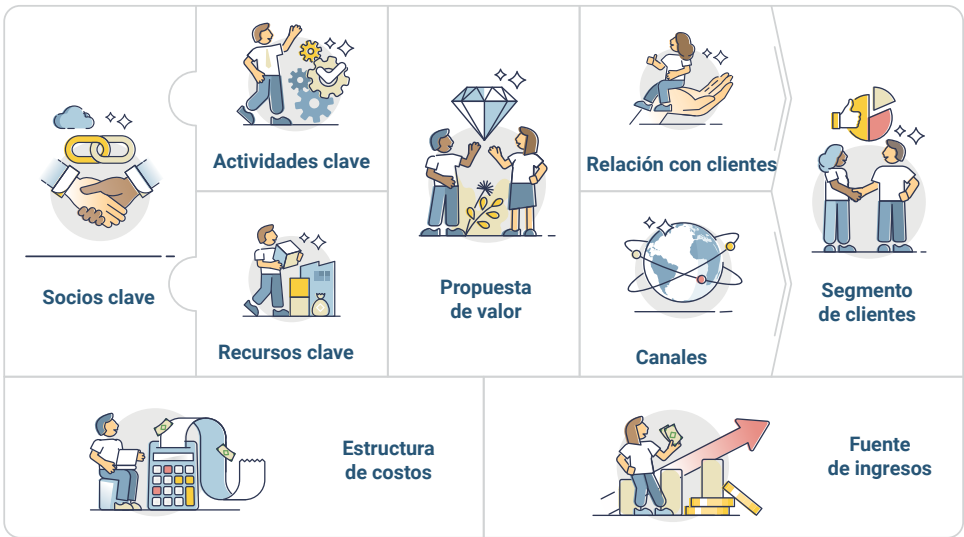 Socios clave
Actividades clave
Recursos clave
Propuesta
de valor
Relación con clientes
Canales
Segmento
de clientes
Estructura
de costos
Fuente
de ingresos